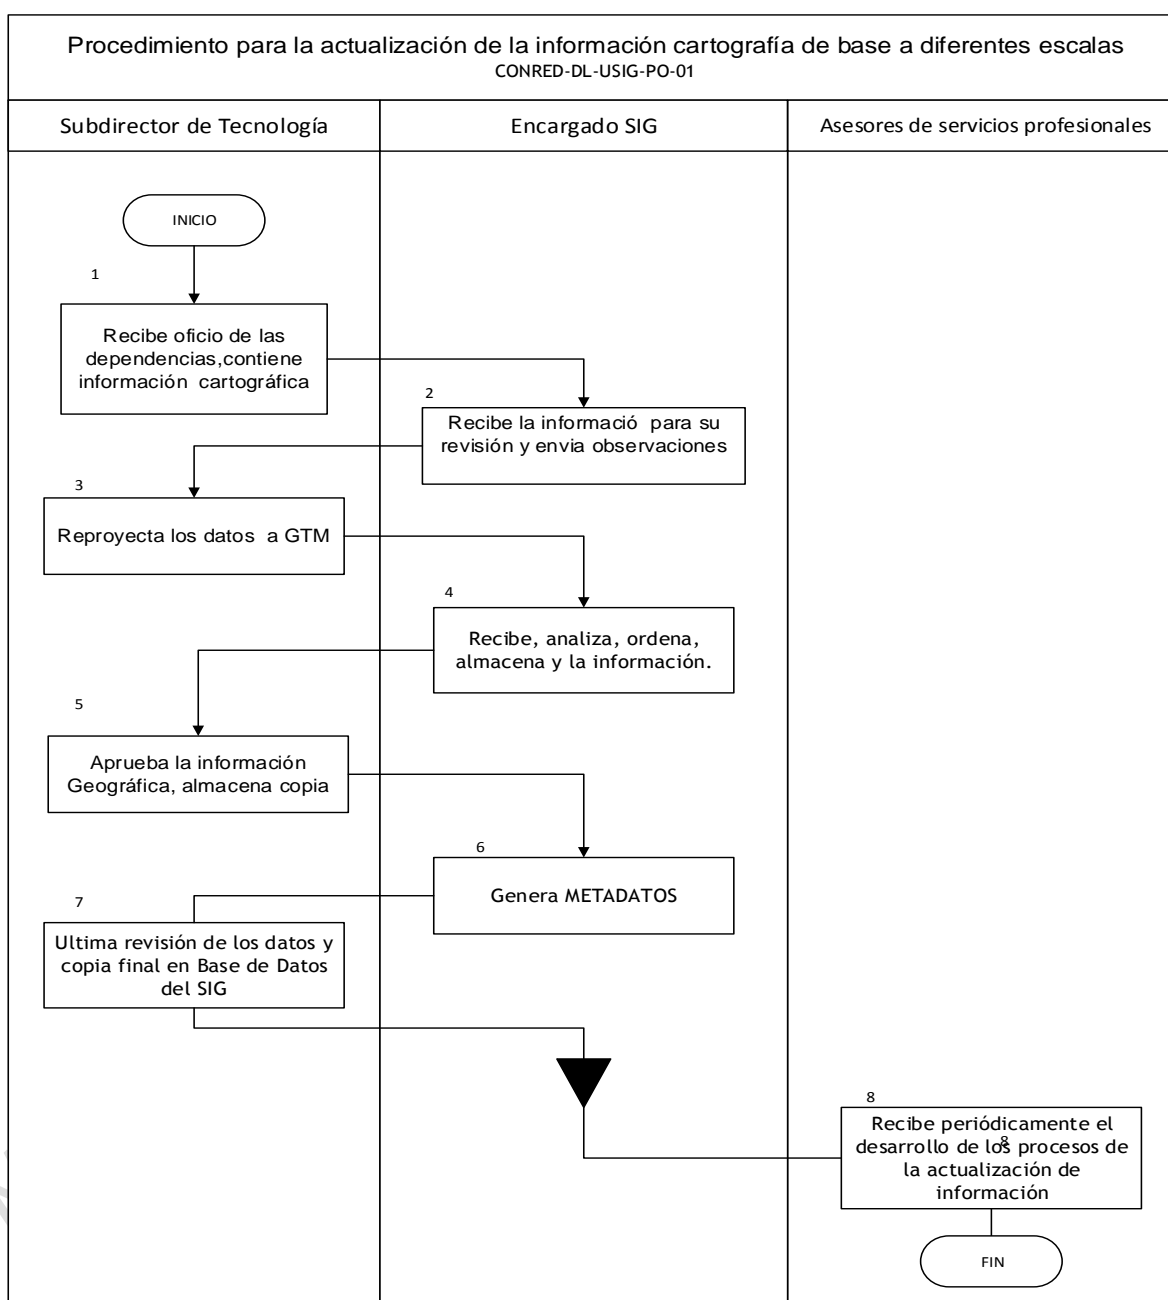 Procedimiento para la actualización de la información cartografía de base a diferentes escalas
CONRED-DL-USIG-PO-01
Subdirector de Tecnología
Encargado SIG
Asesores de servicios profesionales
INICIO
1
Recibe oficio de las
dependencias,contiene
información cartográfica
2
Recibe la informació para su
revisión y envia observaciones
3
Reproyecta los datos a GTM
4
Recibe, analiza, ordena,
almacena y la información.
5
Aprueba la información
Geográfica, almacena copia
6
Genera METADATOS
7
Ultima revisión de los datos y
copia final en Base de Datos
del SIG
8
Recibe periódicamente el
desarrollo de los procesos de
8
la actualización de
información
FIN